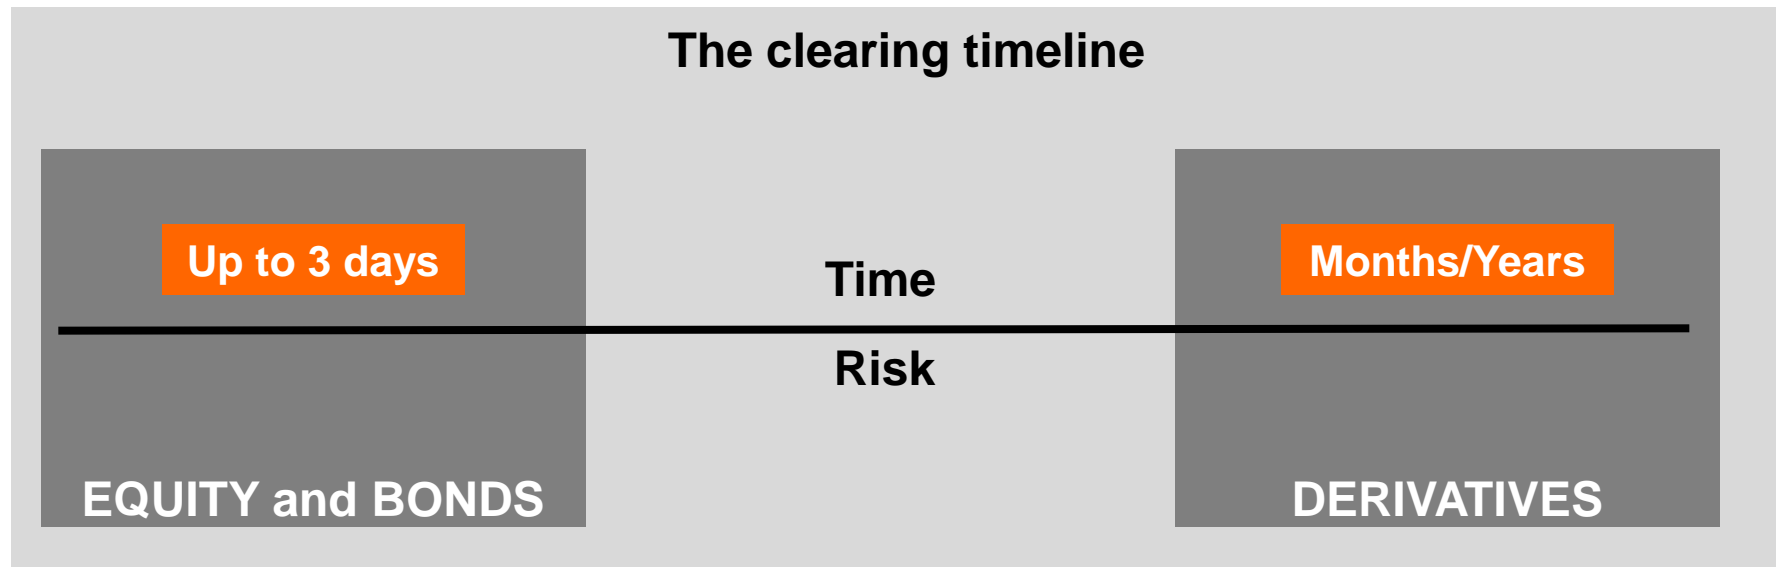 The clearing timeline
Up to 3 days
Time
Months/Years
Risk
EQUITY and BONDS
DERIVATIVES